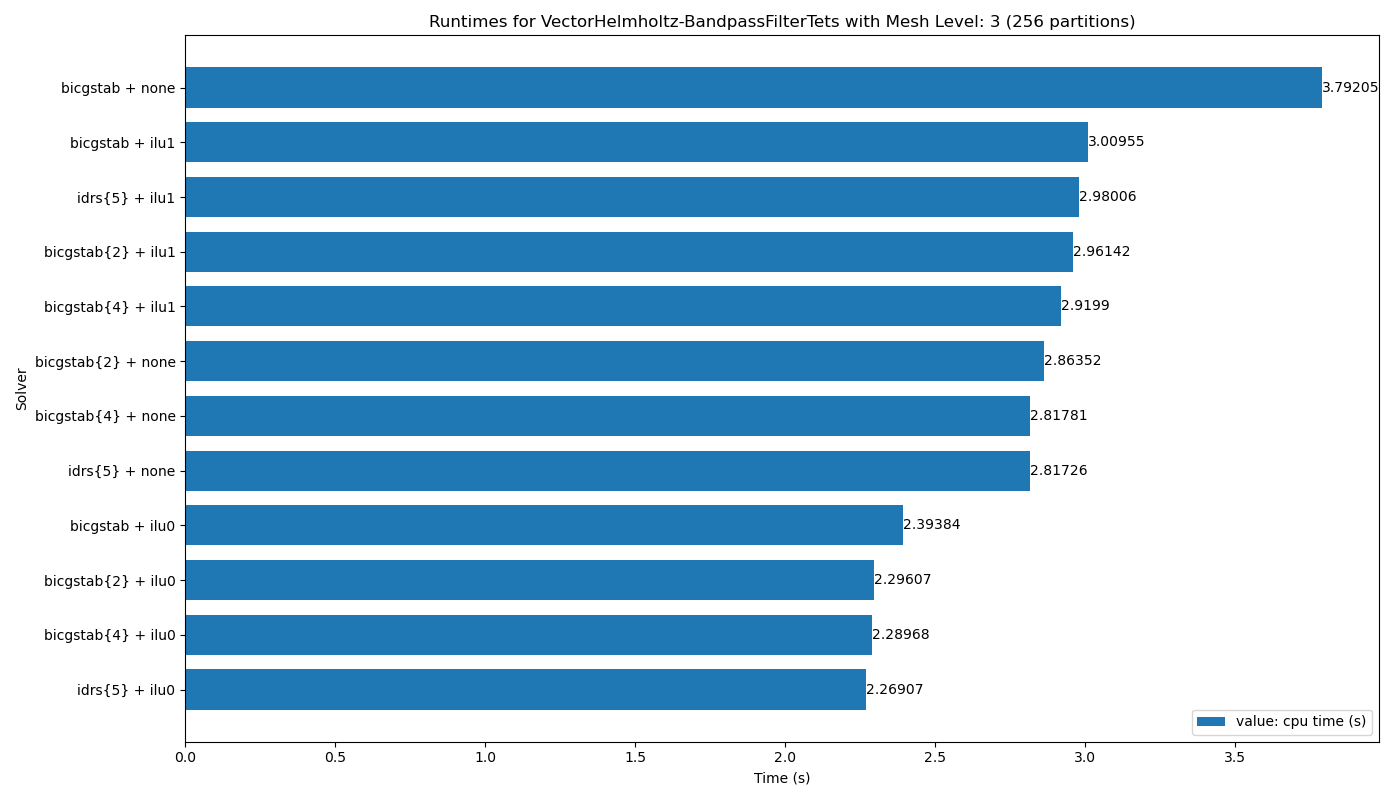 Runtimes for VectorHelmholtz-BandpassFilterTets with Mesh Level: 3 (256 partitions)
bicgstab + none 3.79205
bicgstab + ilu1 3.00955
idrs{5} + ilu1 2.98006
bicgstab{2} + ilu1 2.96142
bicgstab{4} + ilu1 2.9199
bicgstab{2} + none 2.86352
Solver
bicgstab{4} + none 2.81781
idrs{5} + none 2.81726
bicgstab + ilu0 2.39384
bicgstab{2} + ilu0 2.29607
bicgstab{4} + ilu0 2.28968
idrs{5} + ilu0 2.26907
value: cpu time (s)
0.0 0.5 1.0 1.5 2.0 2.5 3.0 3.5
Time (s)